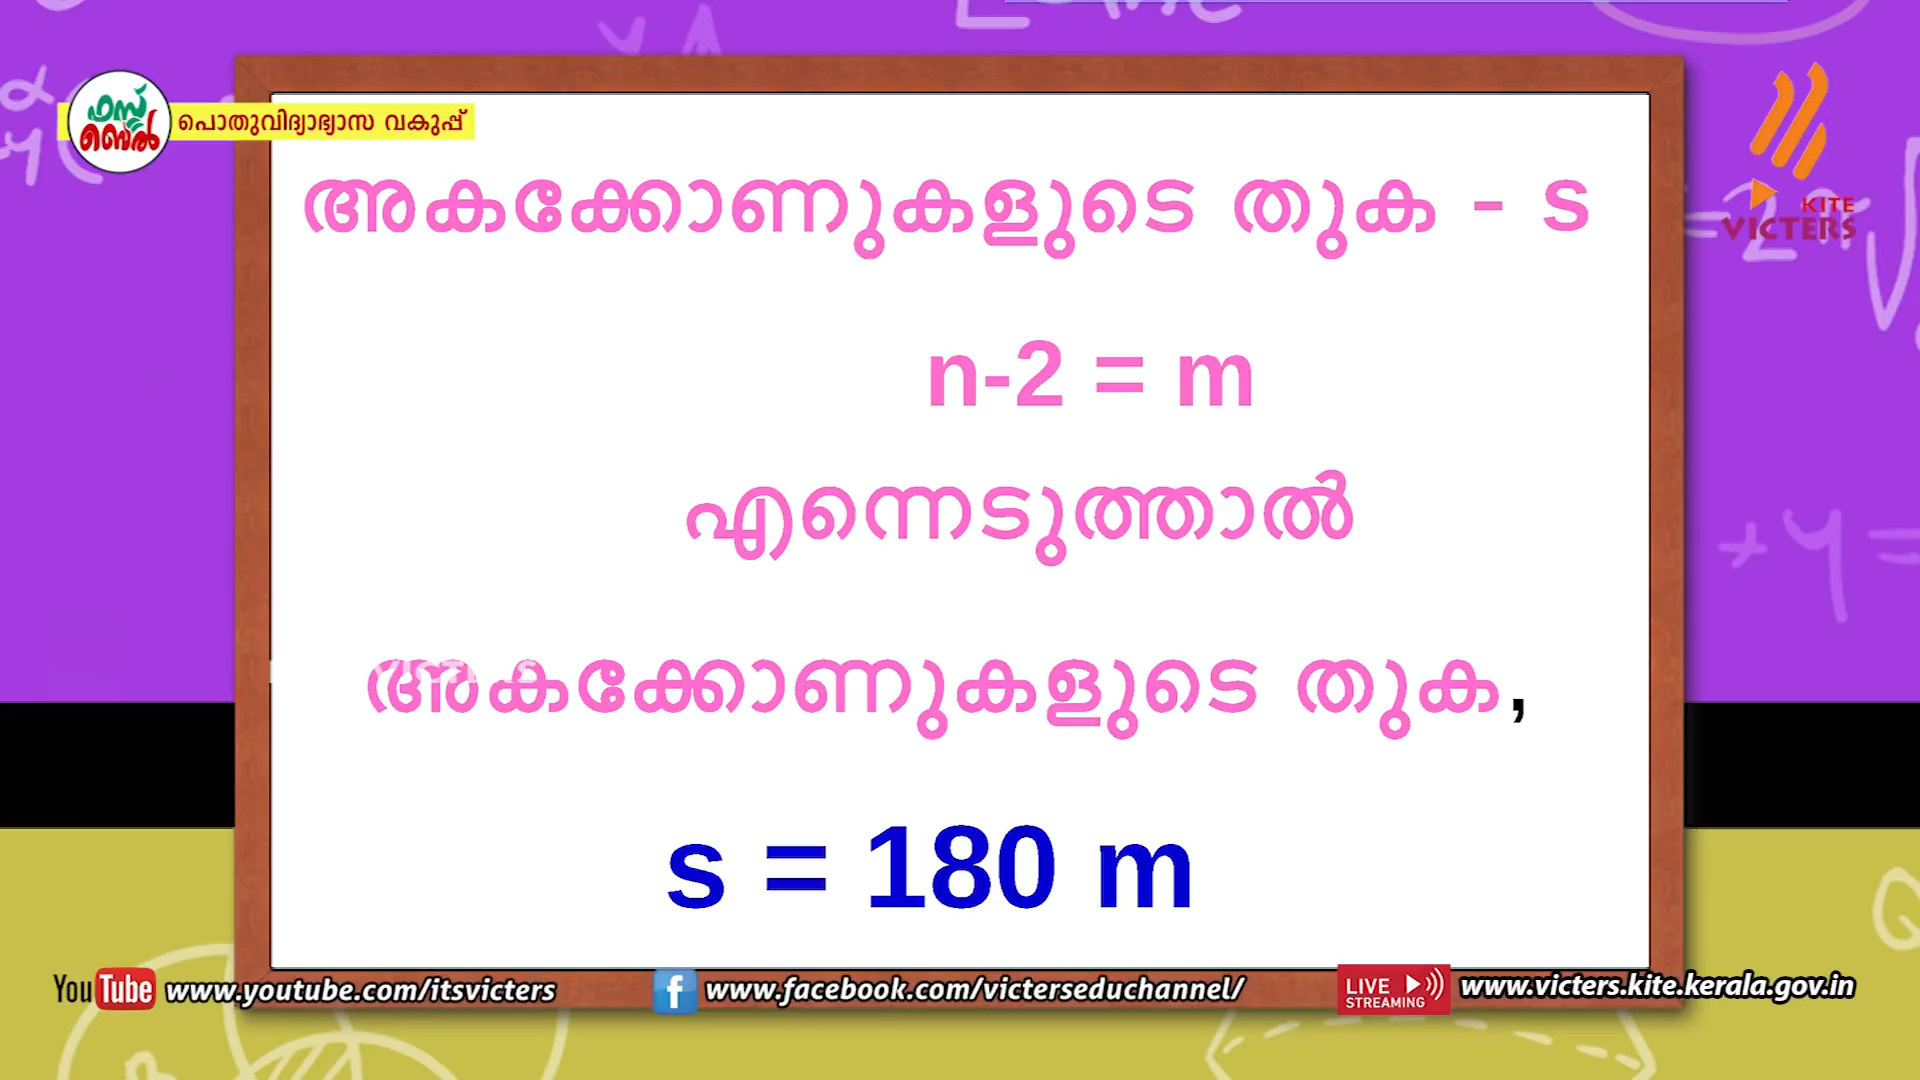 ഫസ്റ്റ്
ബെൽ
പൊതുവിദ്യാഭ്യാസ വകുപ്പ്
KITE
VICTERS
അകക്കോണുകളുടെ തുക - s
n-2 = m
എന്നെടുത്താൽ
അകക്കോണുകളുടെ തുക,
s = 180 m
YouTube www.youtube.com/itsvicters
f www.facebook.com/victerseduchannel/
LIVE STREAMING www.victers.kite.kerala.gov.in